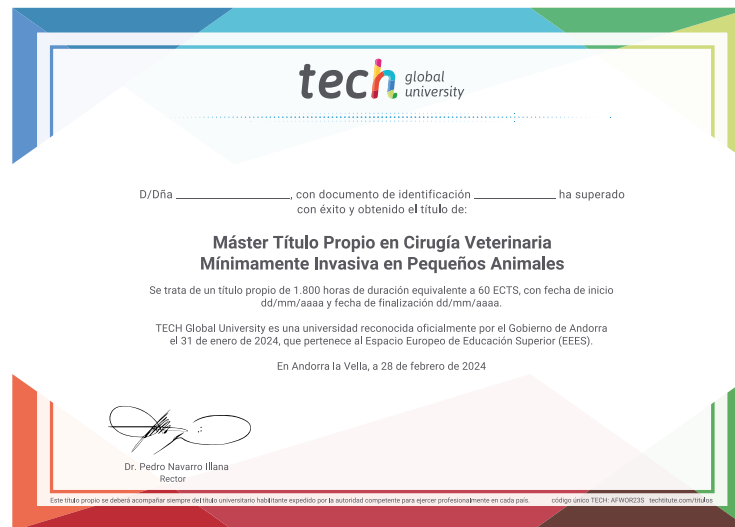 tech global university
D/Dña ____________________, con documento de identificación ______________ ha superado
con éxito y obtenido el título de:
Máster Título Propio en Cirugía Veterinaria
Mínimamente Invasiva en Pequeños Animales
Se trata de un título propio de 1.800 horas de duración equivalente a 60 ECTS, con fecha de inicio
dd/mm/aaaa y fecha de finalización dd/mm/aaaa.
TECH Global University es una universidad reconocida oficialmente por el Gobierno de Andorra
el 31 de enero de 2024, que pertenece al Espacio Europeo de Educación Superior (EEES).
En Andorra la Vella, a 28 de febrero de 2024
Dr. Pedro Navarro Illana
Rector
Este título propio se deberá acompañar siempre del título universitario habilitante expedido por la autoridad competente para ejercer profesionalmente en cada país. código único TECH: AFWOR23S techtitute.com/titulos